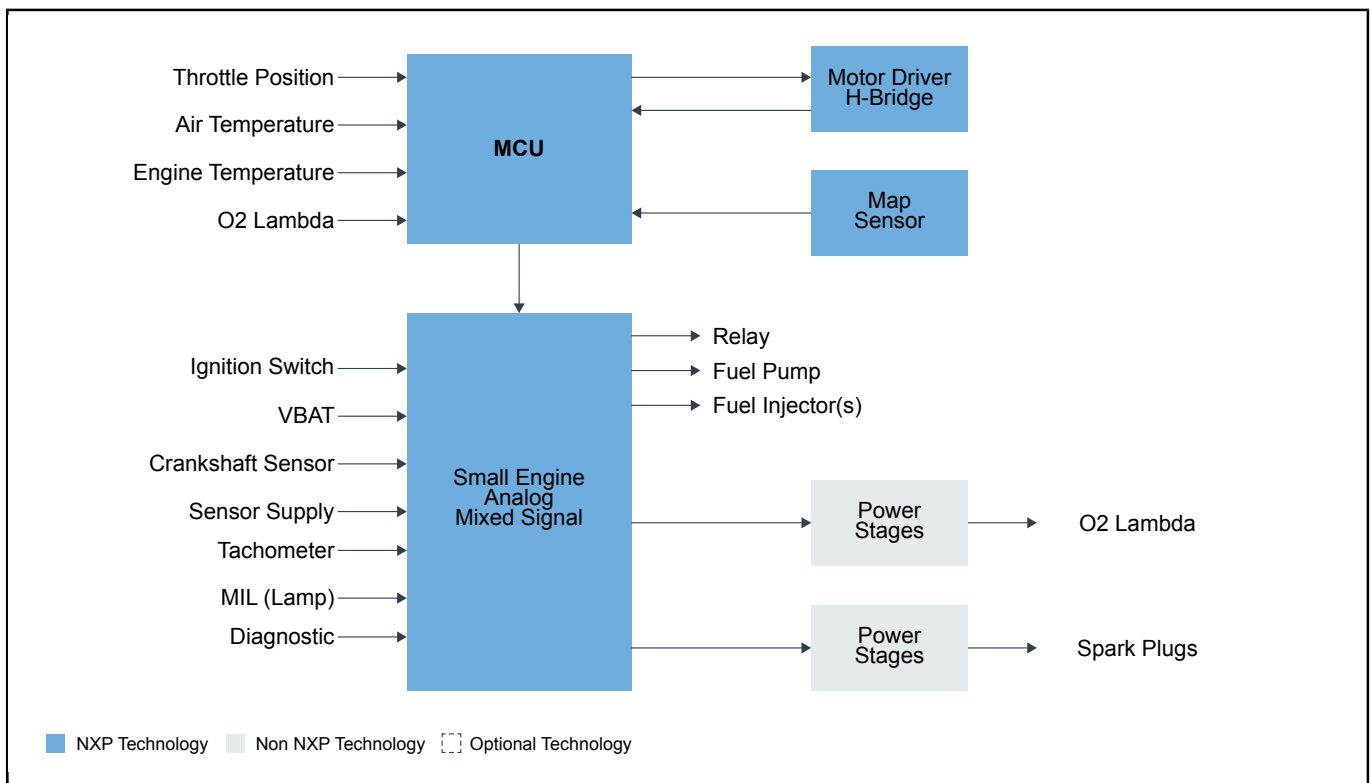 Throttle Position
Air Temperature
Engine Temperature
O2 Lambda
MCU
Motor Driver
H-Bridge
Map
Sensor
Ignition Switch
VBAT
Crankshaft Sensor
Sensor Supply
Tachometer
MIL (Lamp)
Diagnostic
Small Engine
Analog
Mixed Signal
Relay
Fuel Pump
Fuel Injector(s)
Power
Stages
O2 Lambda
Power
Stages
Spark Plugs
NXP Technology
Non NXP Technology
Optional Technology